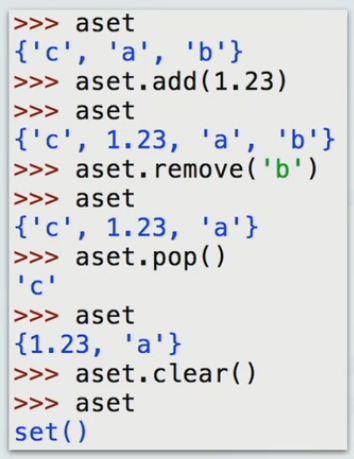 >>> aset
{'c', 'a', 'b'}
>>> aset.add(1.23)
>>> aset
{'c', 1.23, 'a', 'b'}
>>> aset.remove('b')
>>> aset
{'c', 1.23, 'a'}
>>> aset.pop()
'c'
>>> aset
{1.23, 'a'}
>>> aset.clear()
>>> aset
set()